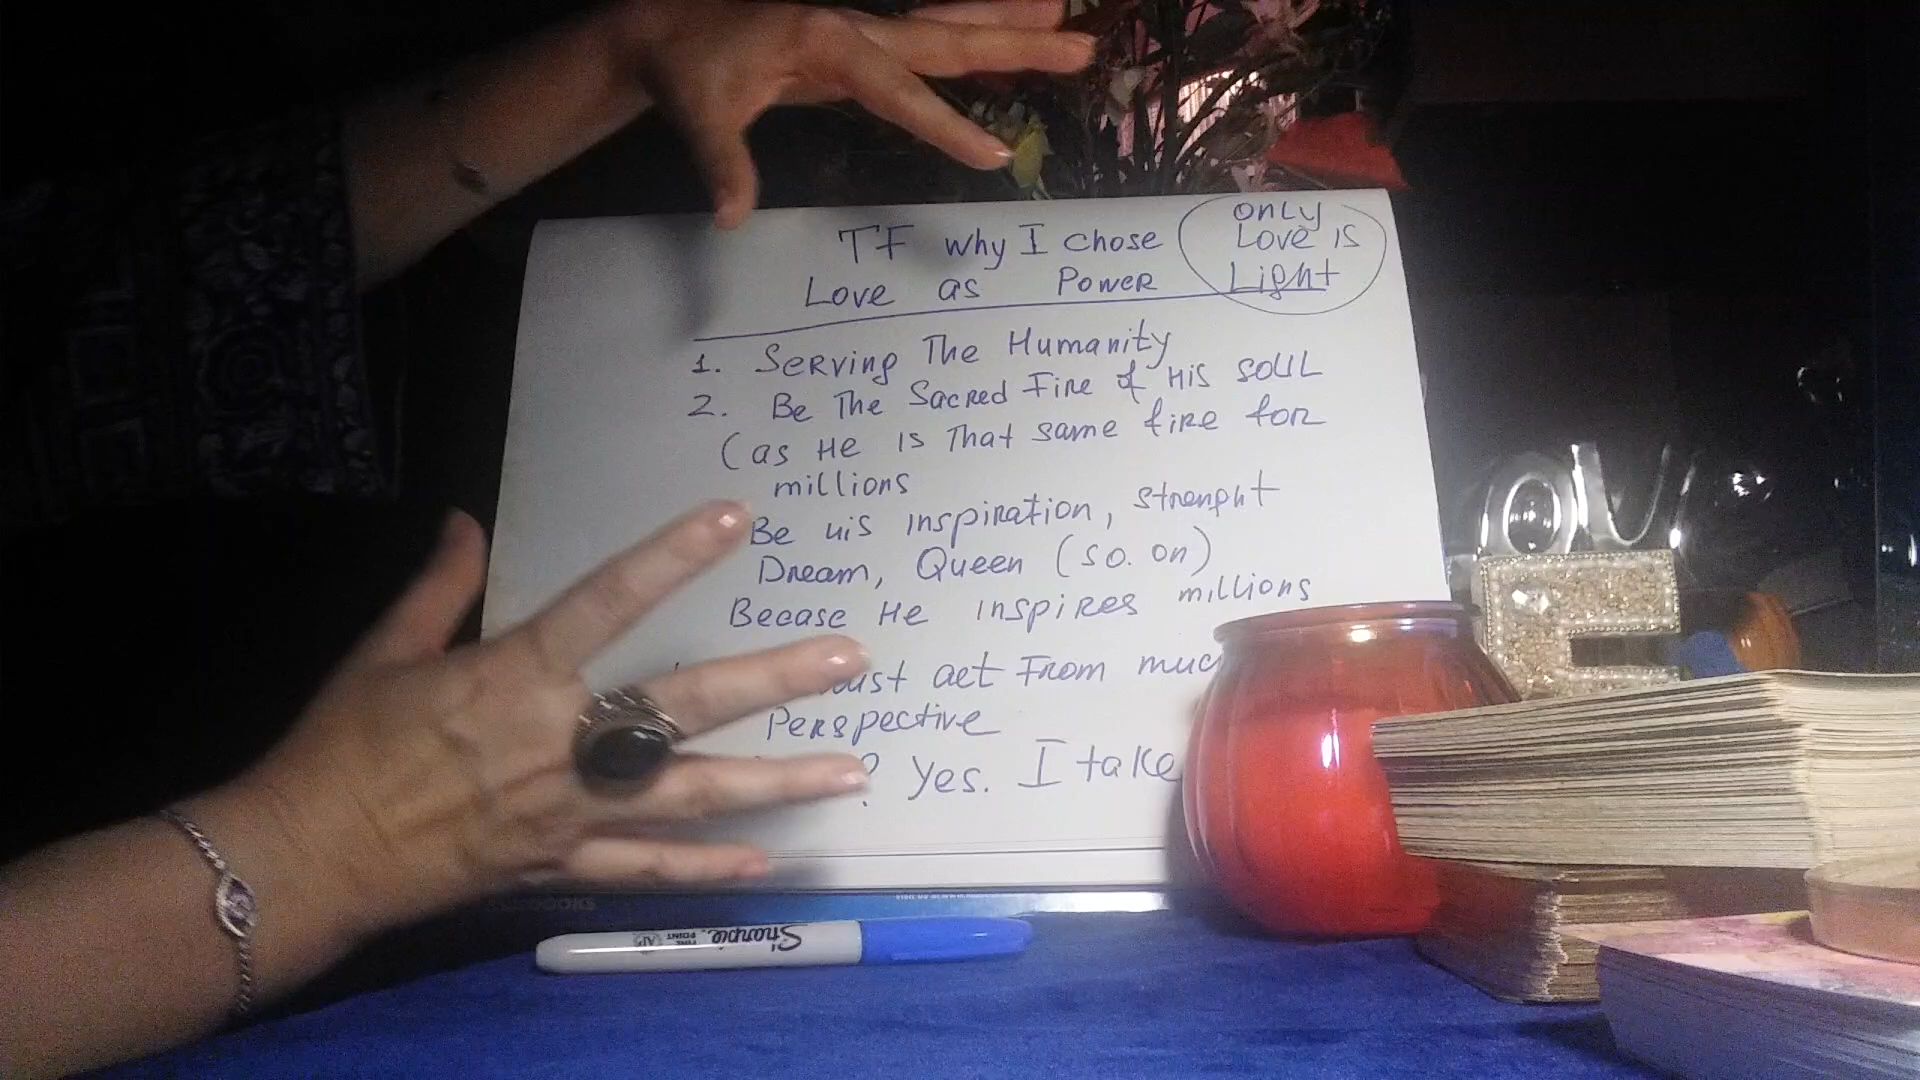 TF why I chose
Love as Power
Only
Love is
Light
1. Serving The Humanity
2. Be The Sacred Fire of His SOUL
(as He is That same fire for
millions
Be His inspiration, strenght
Dream, Queen (so. on)
Becase He inspires millions
act From
Perspective
? Yes. I take
Sharpie
FINE POINT
AP
E